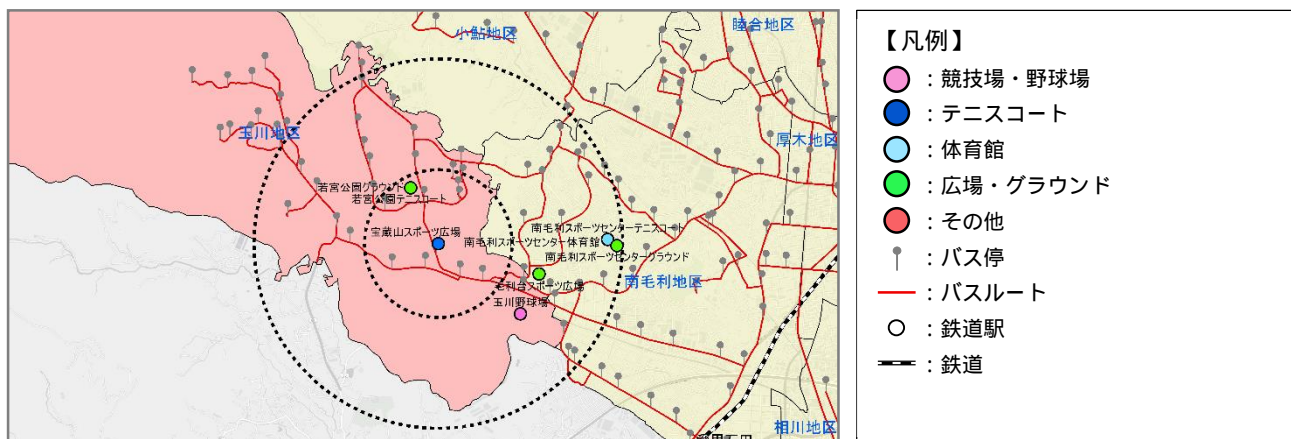 小鮎地区
睦合地区
玉川地区
厚木地区
若宮公園グラウンド
若宮公園テニスコート
宝蔵山スポーツ広場
南毛利スポーツセンターテニスコート
南毛利スポーツセンター体育館
南毛利スポーツセンターグラウンド
毛利台スポーツ広場
南毛利地区
玉川野球場
相川地区
【凡例】
：競技場・野球場
：テニスコート
：体育館
：広場・グラウンド
：その他
：バス停
：バスルート
：鉄道駅
：鉄道